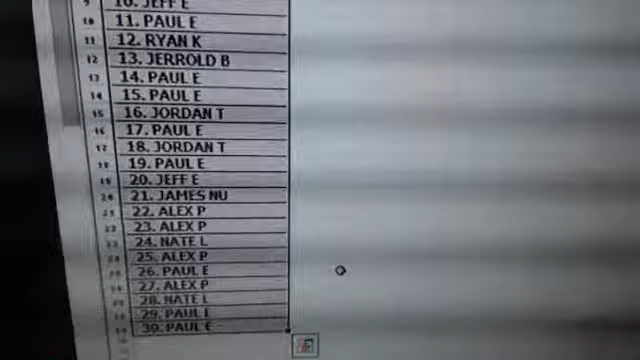 10. JEFF E
11. PAUL E
12. RYAN K
13. JERROLD B
14. PAUL E
15. PAUL E
16. JORDAN T
17. PAUL E
18. JORDAN T
19. PAUL E
20. JEFF E
21. JAMES NU
22. ALEX P
23. ALEX P
24. NATE L
25. ALEX P
26. PAUL E
27. ALEX P
28. NATE L
29. PAUL E
30. PAUL E